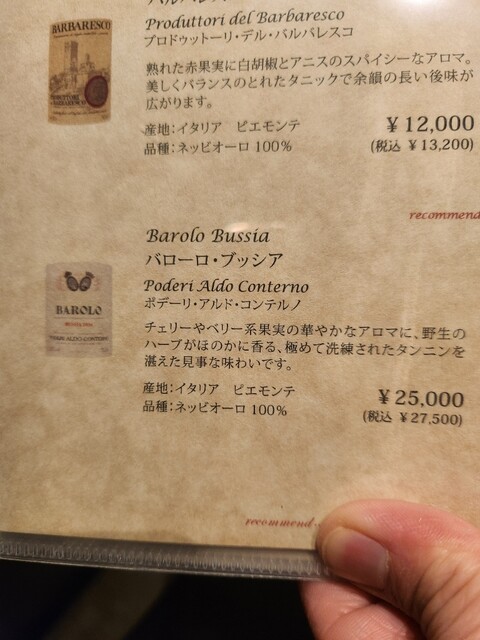 BARBARESCO
Produttori del Barbaresco
プロドゥットーリ・デル・バルバレスコ
熟れた赤果実に白胡椒とアニスのスパイシーなアロマ。
美しくバランスのとれたタニックで余韻の長い後味が
広がります。
産地:イタリア ピエモンテ
¥12,000
品種:ネッビオーロ 100%
(税込 ¥13,200)
recommend
Barolo Bussia
バローロ・ブッシア
Poderi Aldo Conterno
ポデーリ・アルド・コンテルノ
BAROLO
チェリーやベリー系果実の華やかなアロマに、野生の
ハーブがほのかに香る、極めて洗練されたタンニンを
湛えた見事な味わいです。
産地:イタリア ピエモンテ
¥25,000
品種:ネッビオーロ 100%
(税込 ¥27,500)
recommend...